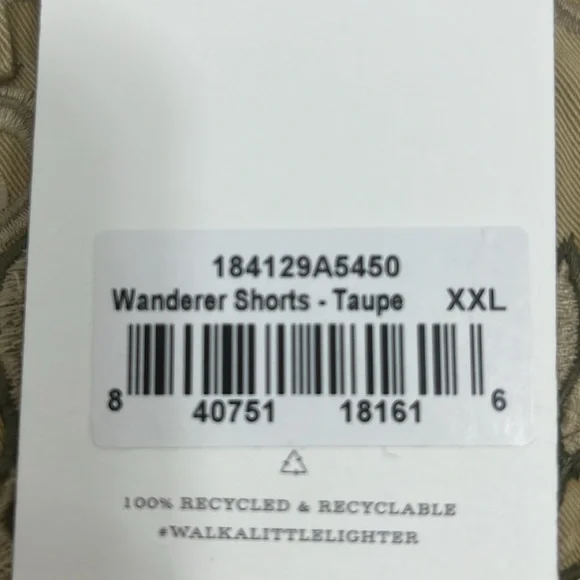 184129A5450
Wanderer Shorts - Taupe XXL
8 40751 18161 6
100% RECYCLED & RECYCLABLE
#WALKALITTLELIGHTER